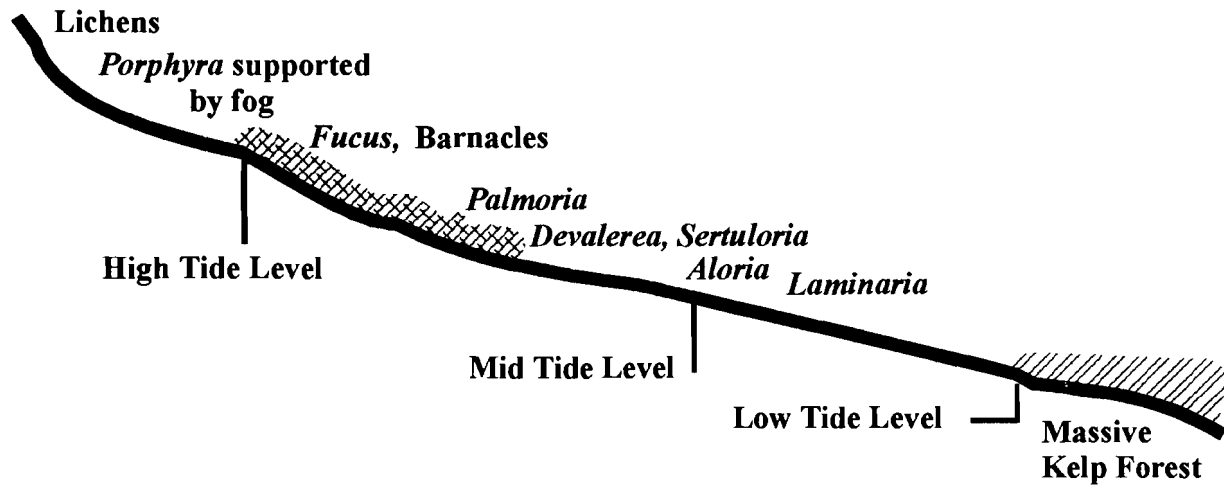 Lichens
Porphyra supported
by fog
Fucus, Barnacles
Palmoria
Devalerea, Sertuloria
Aloria
Laminaria
High Tide Level
Mid Tide Level
Low Tide Level
Massive
Kelp Forest